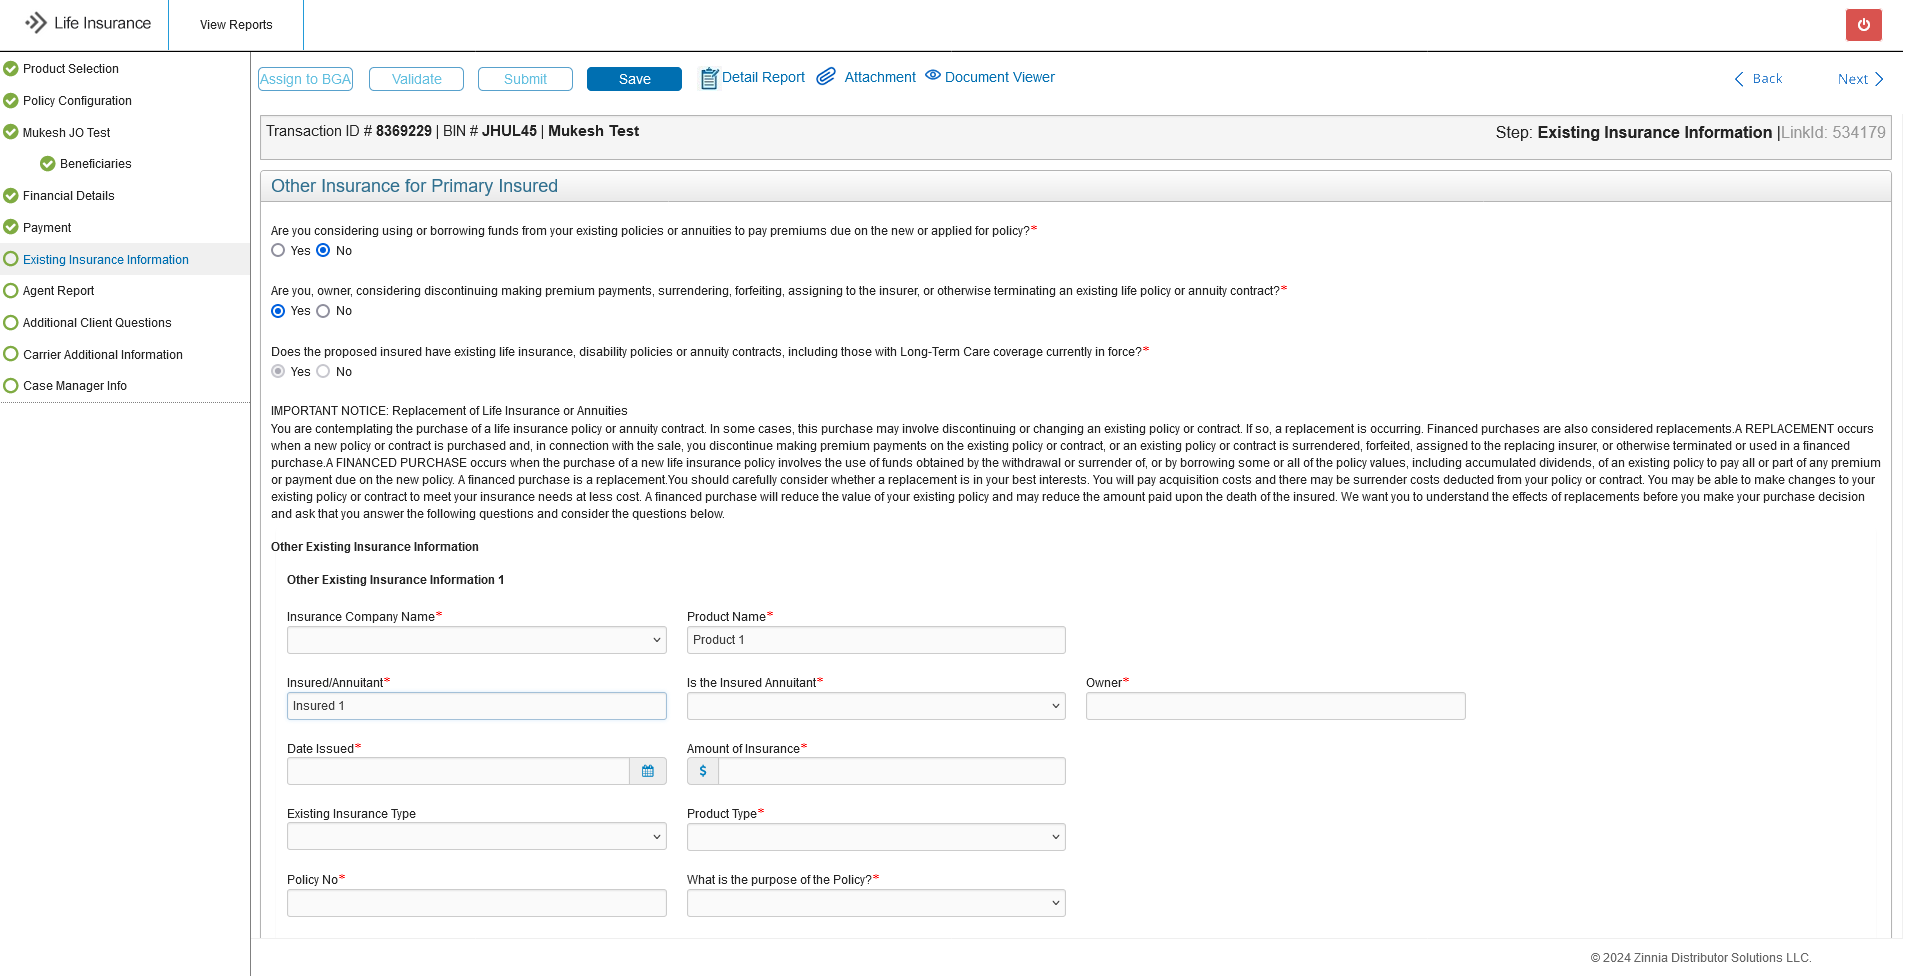 Life Insurance
View Reports
Product Selection
Policy Configuration
Mukesh JO Test
Beneficiaries
Financial Details
Payment
Existing Insurance Information
Agent Report
Additional Client Questions
Carrier Additional Information
Case Manager Info
Assign to BGA Validate Submit Save Detail Report Attachment Document Viewer Back Next
Transaction ID # 8369229 | BIN # JHUL45 | Mukesh Test
Step: Existing Insurance Information |LinkId: 534179
Other Insurance for Primary Insured
Are you considering using or borrowing funds from your existing policies or annuities to pay premiums due on the new or applied for policy?*
Yes No
Are you, owner, considering discontinuing making premium payments, surrendering, forfeiting, assigning to the insurer, or otherwise terminating an existing life policy or annuity contract?*
Yes No
Does the proposed insured have existing life insurance, disability policies or annuity contracts, including those with Long-Term Care coverage currently in force?*
Yes No
IMPORTANT NOTICE: Replacement of Life Insurance or Annuities
You are contemplating the purchase of a life insurance policy or annuity contract. In some cases, this purchase may involve discontinuing or changing an existing policy or contract. If so, a replacement is occurring. Financed purchases are also considered replacements.A REPLACEMENT occurs
when a new policy or contract is purchased and, in connection with the sale, you discontinue making premium payments on the existing policy or contract, or an existing policy or contract is surrendered, forfeited, assigned to the replacing insurer, or otherwise terminated or used in a financed
purchase.A FINANCED PURCHASE occurs when the purchase of a new life insurance policy involves the use of funds obtained by the withdrawal or surrender of, or by borrowing some or all of the policy values, including accumulated dividends, of an existing policy to pay all or part of any premium
or payment due on the new policy. A financed purchase is a replacement.You should carefully consider whether a replacement is in your best interests. You will pay acquisition costs and there may be surrender costs deducted from your policy or contract. You may be able to make changes to your
existing policy or contract to meet your insurance needs at less cost. A financed purchase will reduce the value of your existing policy and may reduce the amount paid upon the death of the insured. We want you to understand the effects of replacements before you make your purchase decision
and ask that you answer the following questions and consider the questions below.
Other Existing Insurance Information
Other Existing Insurance Information 1
Insurance Company Name* Product Name*
Product 1
Insured/Annuitant* Is the Insured Annuitant* Owner*
Insured 1
Date Issued* Amount of Insurance*
$
Existing Insurance Type Product Type*
Policy No* What is the purpose of the Policy?*
© 2024 Zinnia Distributor Solutions LLC.